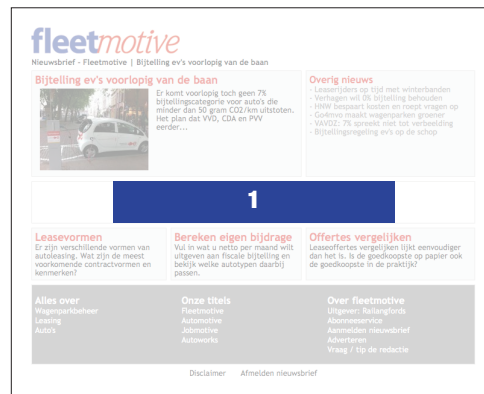 fleetmotive
Nieuwsbrief - Fleetmotive | Bijtelling ev's voorlopig van de baan
Bijtelling ev's voorlopig van de baan
Er komt voorlopig toch geen 7%
bijtellingscategorie voor auto's die
minder dan 50 gram CO2/km uitstoten.
Het plan dat VVD, CDA en PVV
eerder...
Overig nieuws
- Leaserijders op tijd met winterbanden
- Verhagen wil 0% bijtelling behouden
- HNW bespaart kosten en roept vragen op
- Go4mvo maakt wagenparken groener
- VAVDZ: 7% spreekt niet tot verbeelding
- Bijtellingsregeling ev's op de schop
1
Leasevormen
Er zijn verschillende vormen van
autoleasing. Wat zijn de meest
voorkomende contractvormen en
kenmerken?
Bereken eigen bijdrage
Vul in wat u netto per maand wilt
uitgeven aan fiscale bijtelling en
bekijk welke autotypen daarbij
passen.
Offertes vergelijken
Leaseoffertes vergelijken lijkt eenvoudiger
dan het is. Is de goedkoopste op papier ook
de goedkoopste in de praktijk?
Alles over
Wagenparkbeheer
Leasing
Auto's
Onze titels
Fleetmotive
Automotive
Jobmotive
Autoworks
Over fleetmotive
Uitgever: Railangfords
Abonneeservice
Aanmelden nieuwsbrief
Adverteren
Vraag / tip de redactie
Disclaimer Afmelden nieuwsbrief